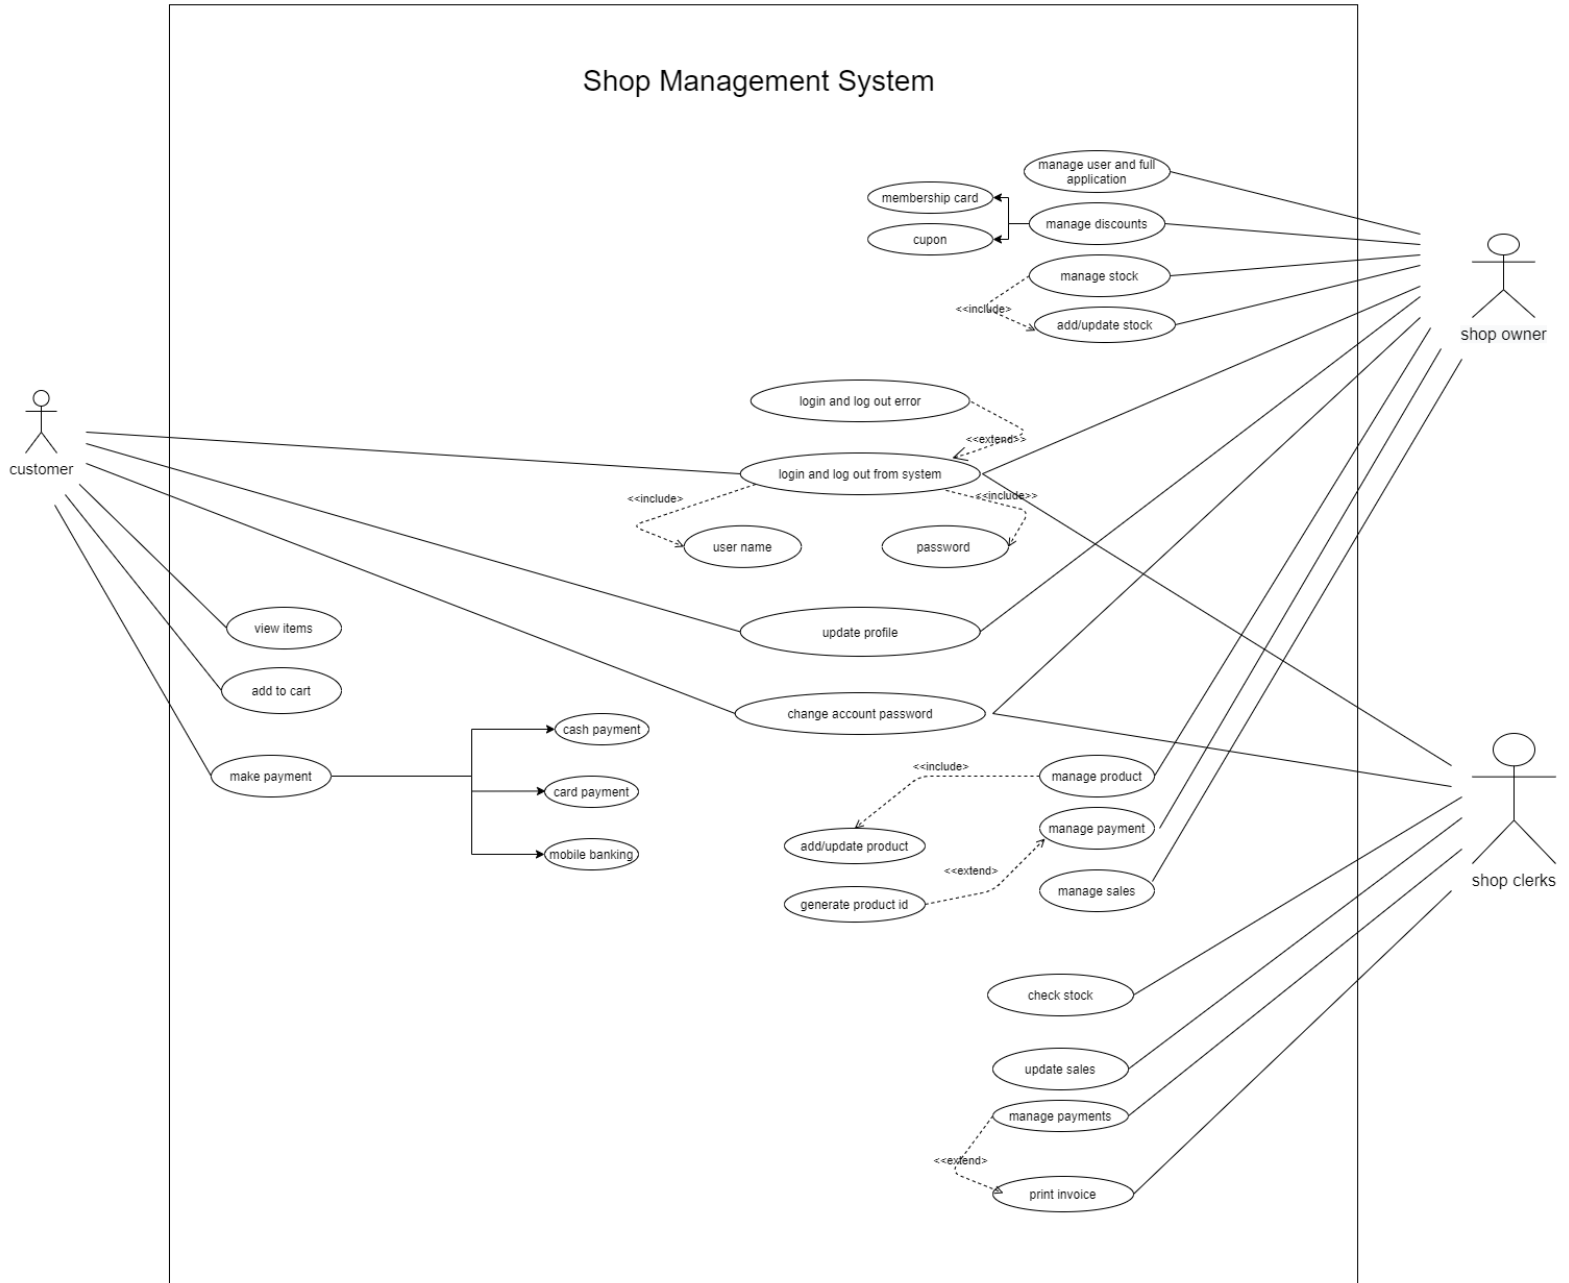 Shop Management System
manage user and full
application
membership card
manage discounts
cupon
manage stock
<<include>
add/update stock
shop owner
login and log out error
<<extend>>
customer
login and log out from system
<<include>
<<include>>
user name
password
view items
update profile
add to cart
change account password
cash payment
make payment
<<include>
manage product
card payment
manage payment
add/update product
mobile banking
<<extend>
manage sales
shop clerks
generate product id
check stock
update sales
manage payments
<<extend>
print invoice